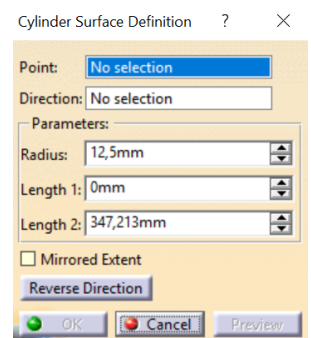 Cylinder Surface Definition ?
Point: No selection
Direction: No selection
Parameters:
Radius: 12,5mm
Length 1: 0mm
Length 2: 347,213mm
Mirrored Extent
Reverse Direction
OK Cancel Preview